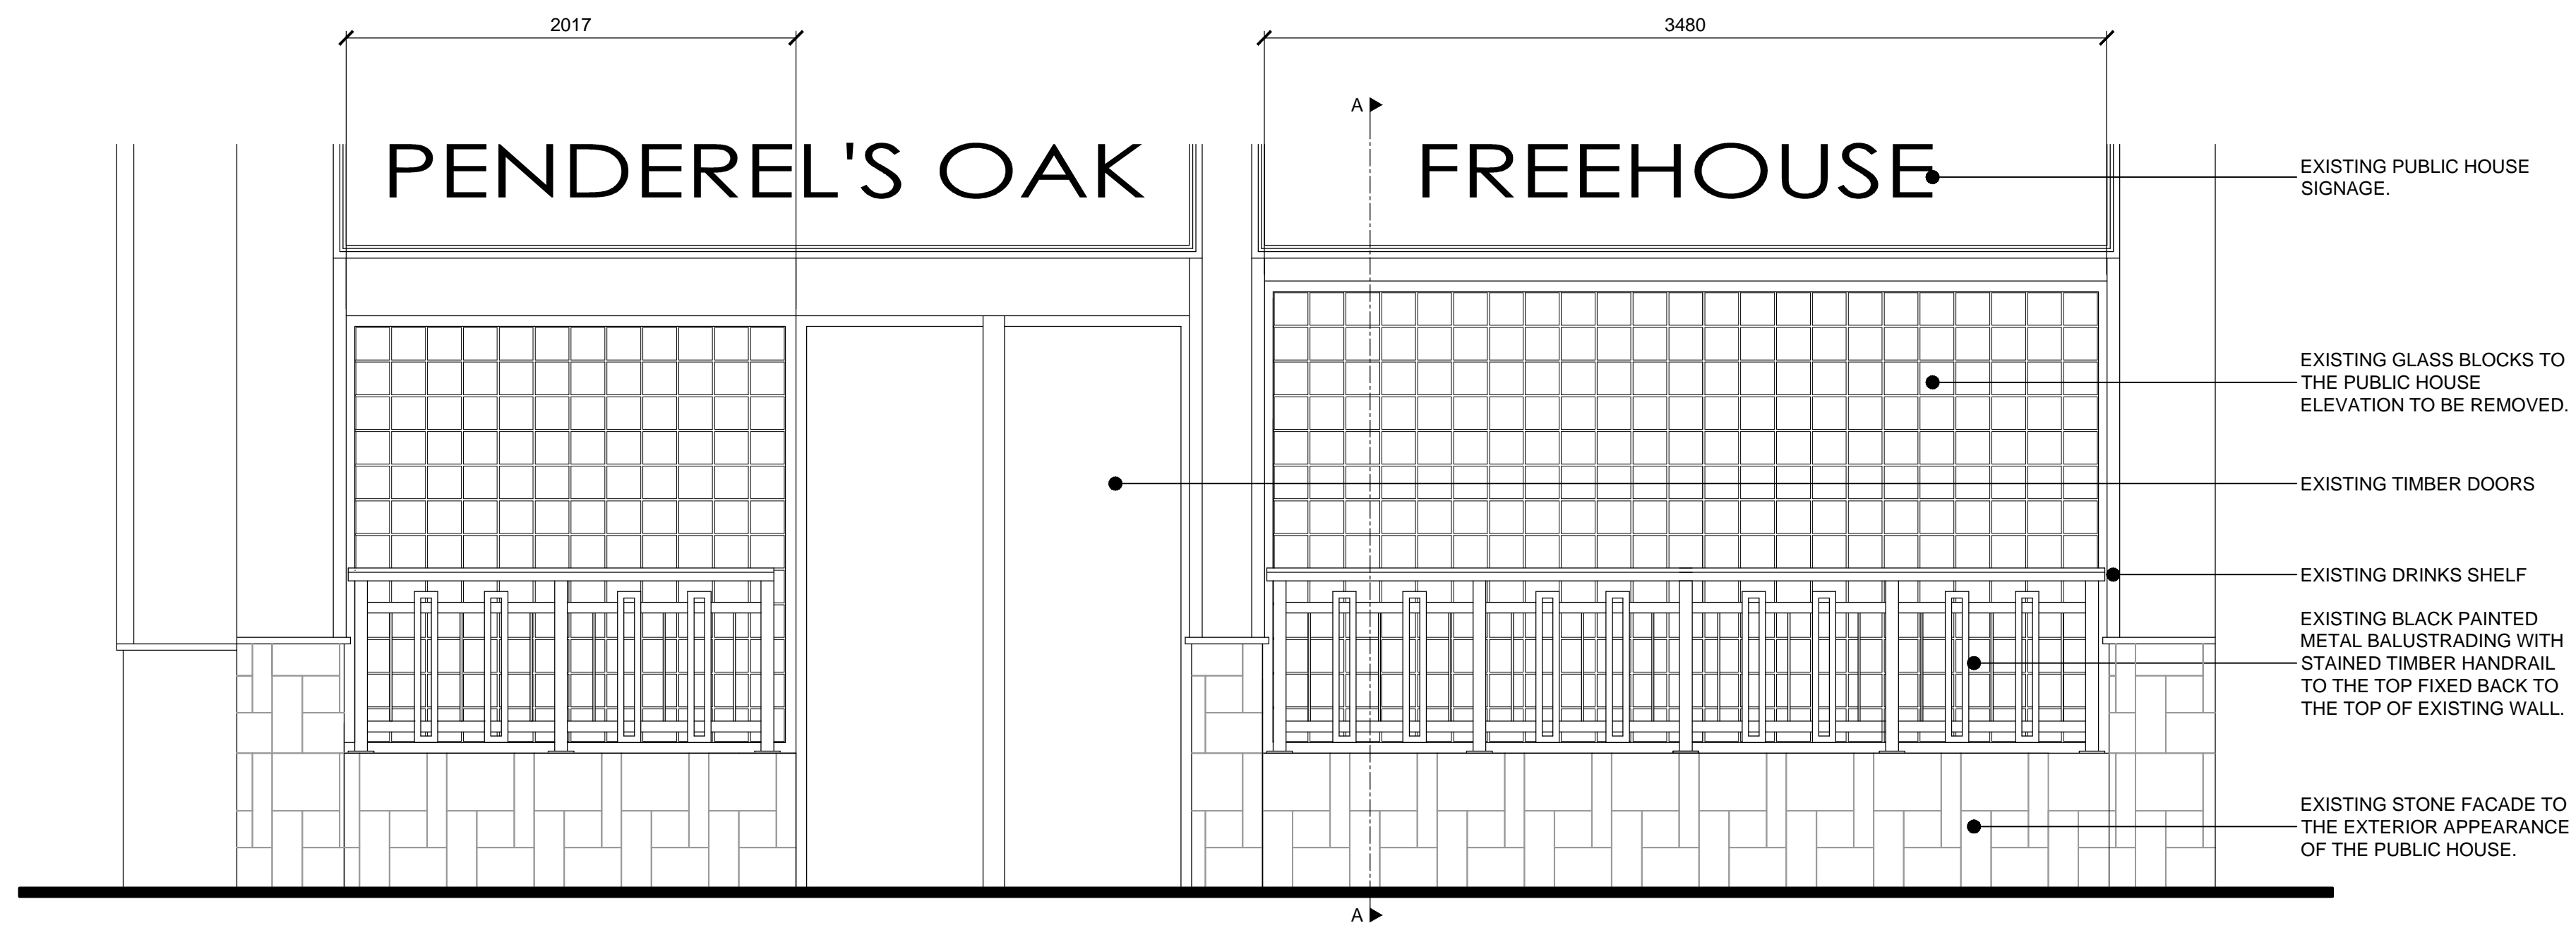 2017
3480
A
PENDEREL'S OAK
FREEHOUSE
EXISTING PUBLIC HOUSE
SIGNAGE.
EXISTING GLASS BLOCKS TO
THE PUBLIC HOUSE
ELEVATION TO BE REMOVED.
EXISTING TIMBER DOORS
EXISTING DRINKS SHELF
EXISTING BLACK PAINTED
METAL BALUSTRADING WITH
STAINED TIMBER HANDRAIL
TO THE TOP FIXED BACK TO
THE TOP OF EXISTING WALL.
EXISTING STONE FACADE TO
THE EXTERIOR APPEARANCE
OF THE PUBLIC HOUSE.
A